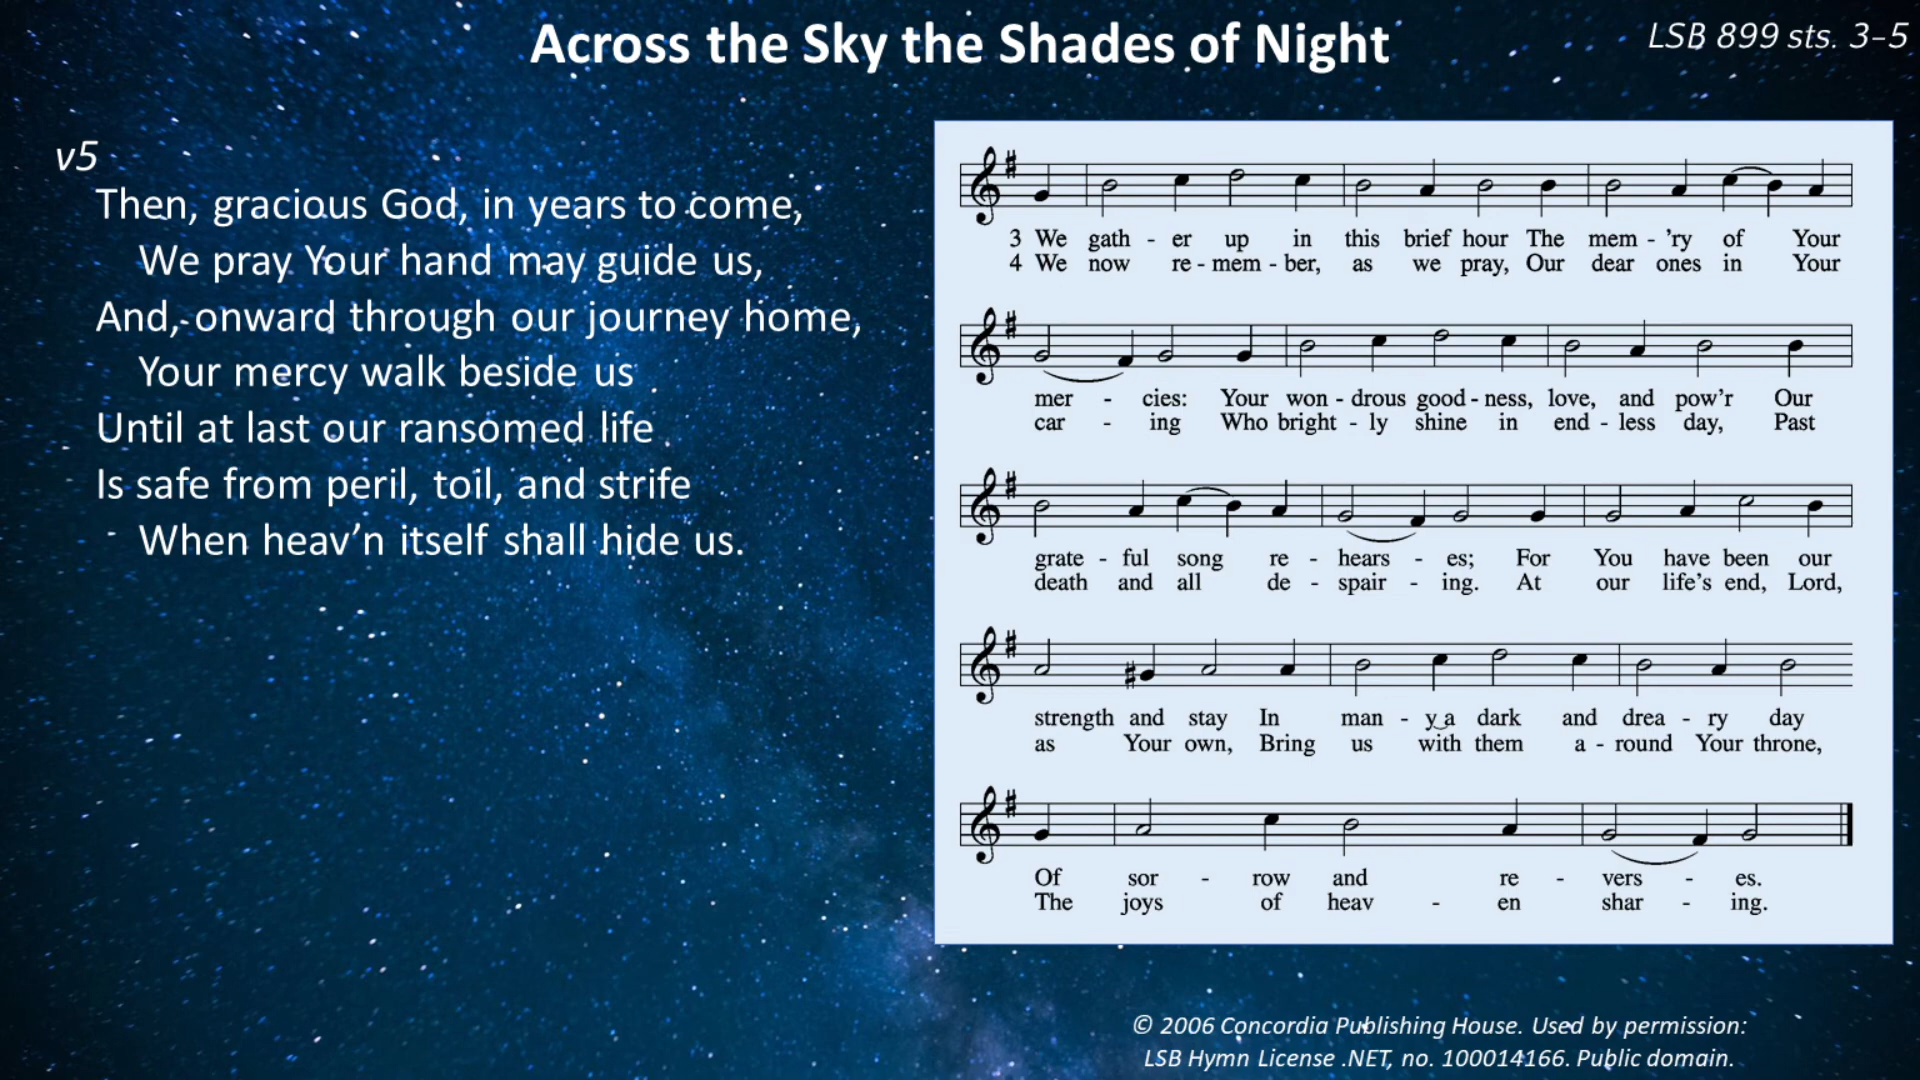 Across the Sky the Shades of Night
LSB 899 sts. 3–5
v5
Then, gracious God, in years to come,
We pray Your hand may guide us,
And, onward through our journey home,
Your mercy walk beside us
Until at last our ransomed life
Is safe from peril, toil, and strife
When heav’n itself shall hide us.
3 We gath - er up in this brief hour The mem - ’ry of Your
4 We now re - mem - ber, as we pray, Our dear ones in Your
mer - cies: Your won - drous good - ness, love, and pow’r Our
car - ing Who bright - ly shine in end - less day, Past
grate - ful song re - hears - es; For You have been our
death and all de - spair - ing. At our life’s end, Lord,
strength and stay In man - y a dark and drea - ry day
as Your own, Bring us with them a - round Your throne,
Of sor - row and re - vers - es.
The joys of heav - en shar - ing.
© 2006 Concordia Publishing House. Used by permission:
LSB Hymn License .NET, no. 100014166. Public domain.